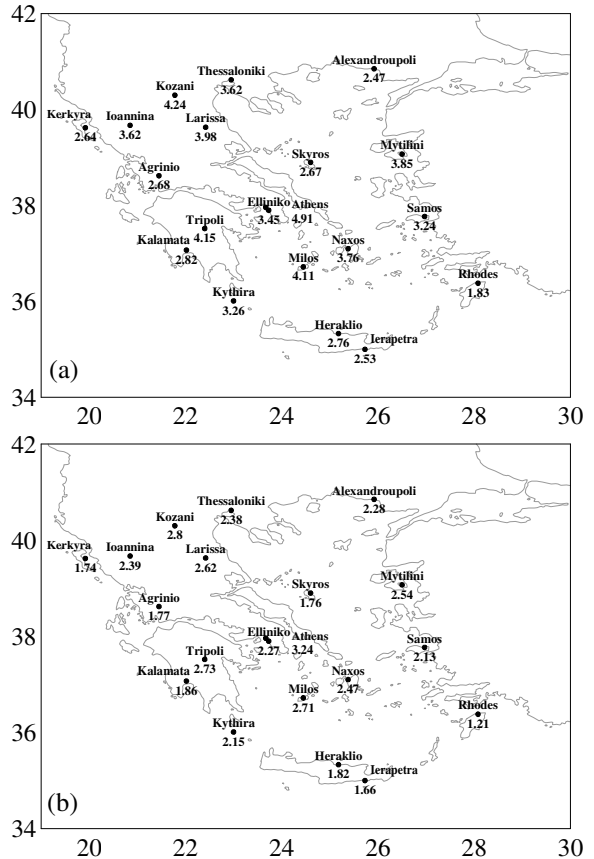 42
Alexandroupoli
2.47
Thessaloniki
3.62
Kozani
4.24
40
Kerkyra
2.64
Ioannina
3.62
Larissa
3.98
Mytilini
3.85
Skyros
2.67
Agrinio
2.68
38
Elliniko
3.45
Athens
4.91
Samos
3.24
Tripoli
4.15
Kalamata
2.82
Naxos
3.76
Milos
4.11
Rhodes
1.83
Kythira
3.26
36
Heraklio
2.76
Ierapetra
2.53
(a)
34
20 22 24 26 28 30
42
Alexandroupoli
2.28
Thessaloniki
2.38
Kozani
2.8
40
Kerkyra
1.74
Ioannina
2.39
Larissa
2.62
Mytilini
2.54
Skyros
1.76
Agrinio
1.77
38
Elliniko
2.27
Athens
3.24
Samos
2.13
Tripoli
2.73
Kalamata
1.86
Naxos
2.47
Milos
2.71
Rhodes
1.21
Kythira
2.15
36
Heraklio
1.82
Ierapetra
1.66
(b)
34
20 22 24 26 28 30